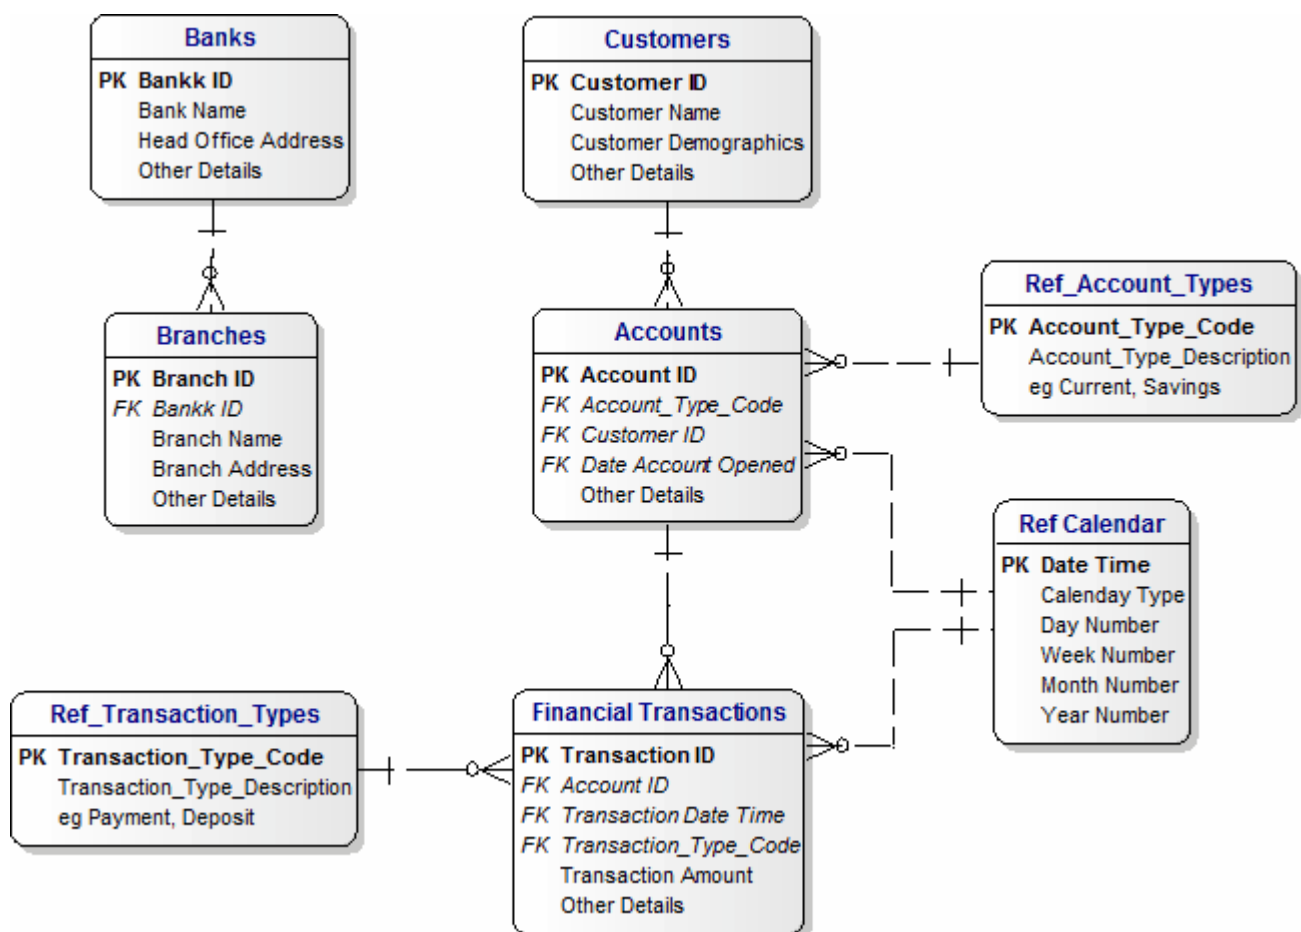 Banks
PK Bankk ID
Bank Name
Head Office Address
Other Details
Customers
PK Customer ID
Customer Name
Customer Demographics
Other Details
Branches
PK Branch ID
FK Bankk ID
Branch Name
Branch Address
Other Details
Accounts
PK Account ID
FK Account_Type_Code
FK Customer ID
FK Date Account Opened
Other Details
Ref_Account_Types
PK Account_Type_Code
Account_Type_Description
eg Current, Savings
Ref Calendar
PK Date Time
Calenday Type
Day Number
Week Number
Month Number
Year Number
Ref_Transaction_Types
PK Transaction_Type_Code
Transaction_Type_Description
eg Payment, Deposit
Financial Transactions
PK Transaction ID
FK Account ID
FK Transaction Date Time
FK Transaction_Type_Code
Transaction Amount
Other Details